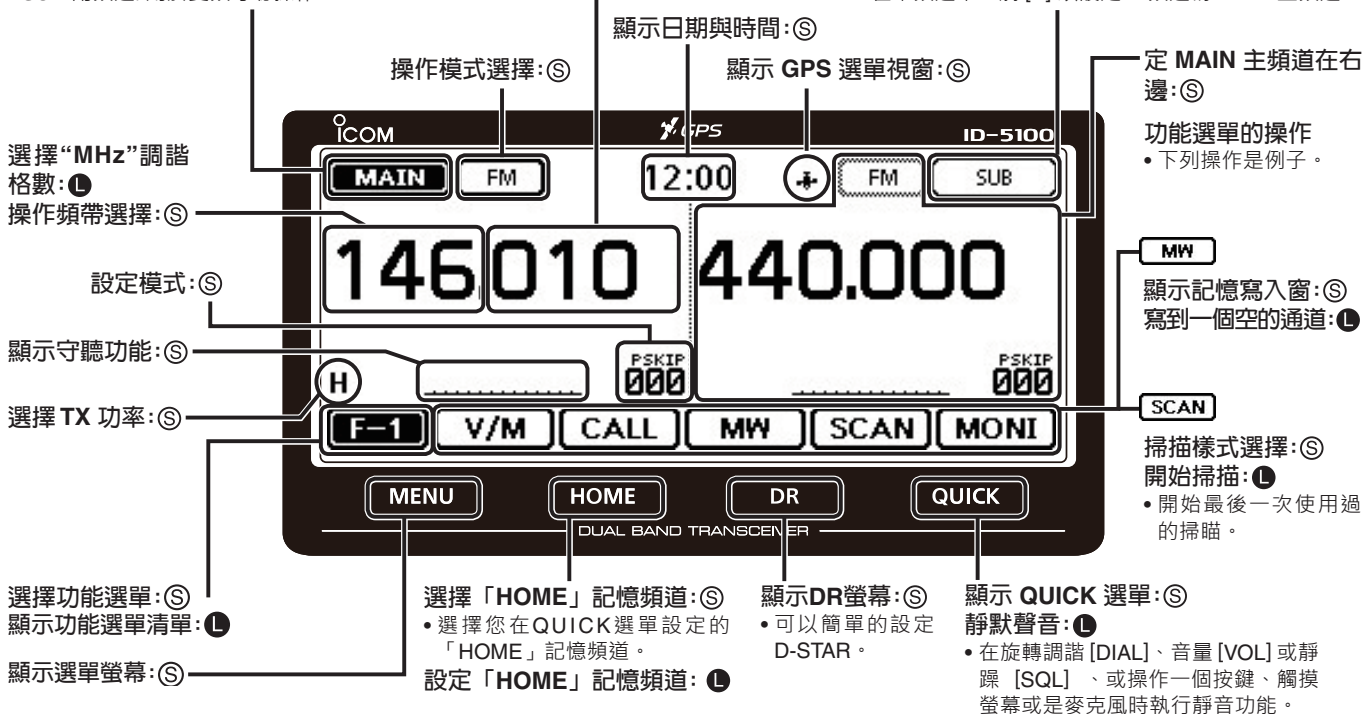 顯示日期與時間:Ⓢ
操作模式選擇:Ⓢ
顯示 GPS 選單視窗:Ⓢ
定 MAIN 主頻道在右
邊:Ⓢ
功能選單的操作
• 下列操作是例子。
選擇“MHz”調諧
格數:🅛
操作頻帶選擇:Ⓢ
設定模式:Ⓢ
顯示守聽功能:Ⓢ
選擇 TX 功率:Ⓢ
ICOM
GPS
ID-5100
MAIN
FM
12:00
FM
SUB
146.010
440.000
H
PSKIP
000
PSKIP
000
F-1
V/M
CALL
MW
SCAN
MONI
MENU
HOME
DR
QUICK
DUAL BAND TRANSCEIVER
MW
顯示記憶寫入窗:Ⓢ
寫到一個空的通道:🅛
SCAN
掃描樣式選擇:Ⓢ
開始掃描:🅛
• 開始最後一次使用過
的掃瞄。
選擇功能選單:Ⓢ
顯示功能選單清單:🅛
顯示選單螢幕:Ⓢ
選擇「HOME」記憶頻道:Ⓢ
• 選擇您在QUICK選單設定的
「HOME」記憶頻道。
設定「HOME」記憶頻道: 🅛
顯示DR螢幕:Ⓢ
• 可以簡單的設定
D-STAR。
顯示 QUICK 選單:Ⓢ
靜默聲音:🅛
• 在旋轉調諧 [DIAL]、音量 [VOL] 或靜
躁 [SQL] 、或操作一個按鍵、觸摸
螢幕或是麥克風時執行靜音功能。